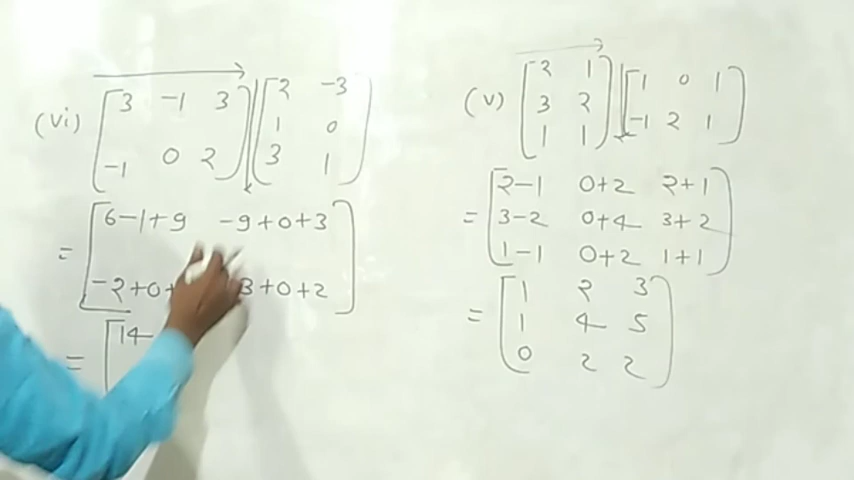 (vi) [3 -1 3] [2 -3]
[-1 0 2] [1 0]
[3 1]
= [6-1+9 -9+0+3]
[-2+0+ 3+0+2]
= [14
(v) [2 1] [1 0 1]
[3 2] [-1 2 1]
[1 1]
= [2-1 0+2 2+1]
[3-2 0+4 3+2]
[1-1 0+2 1+1]
= [1 2 3]
[1 4 5]
[0 2 2]